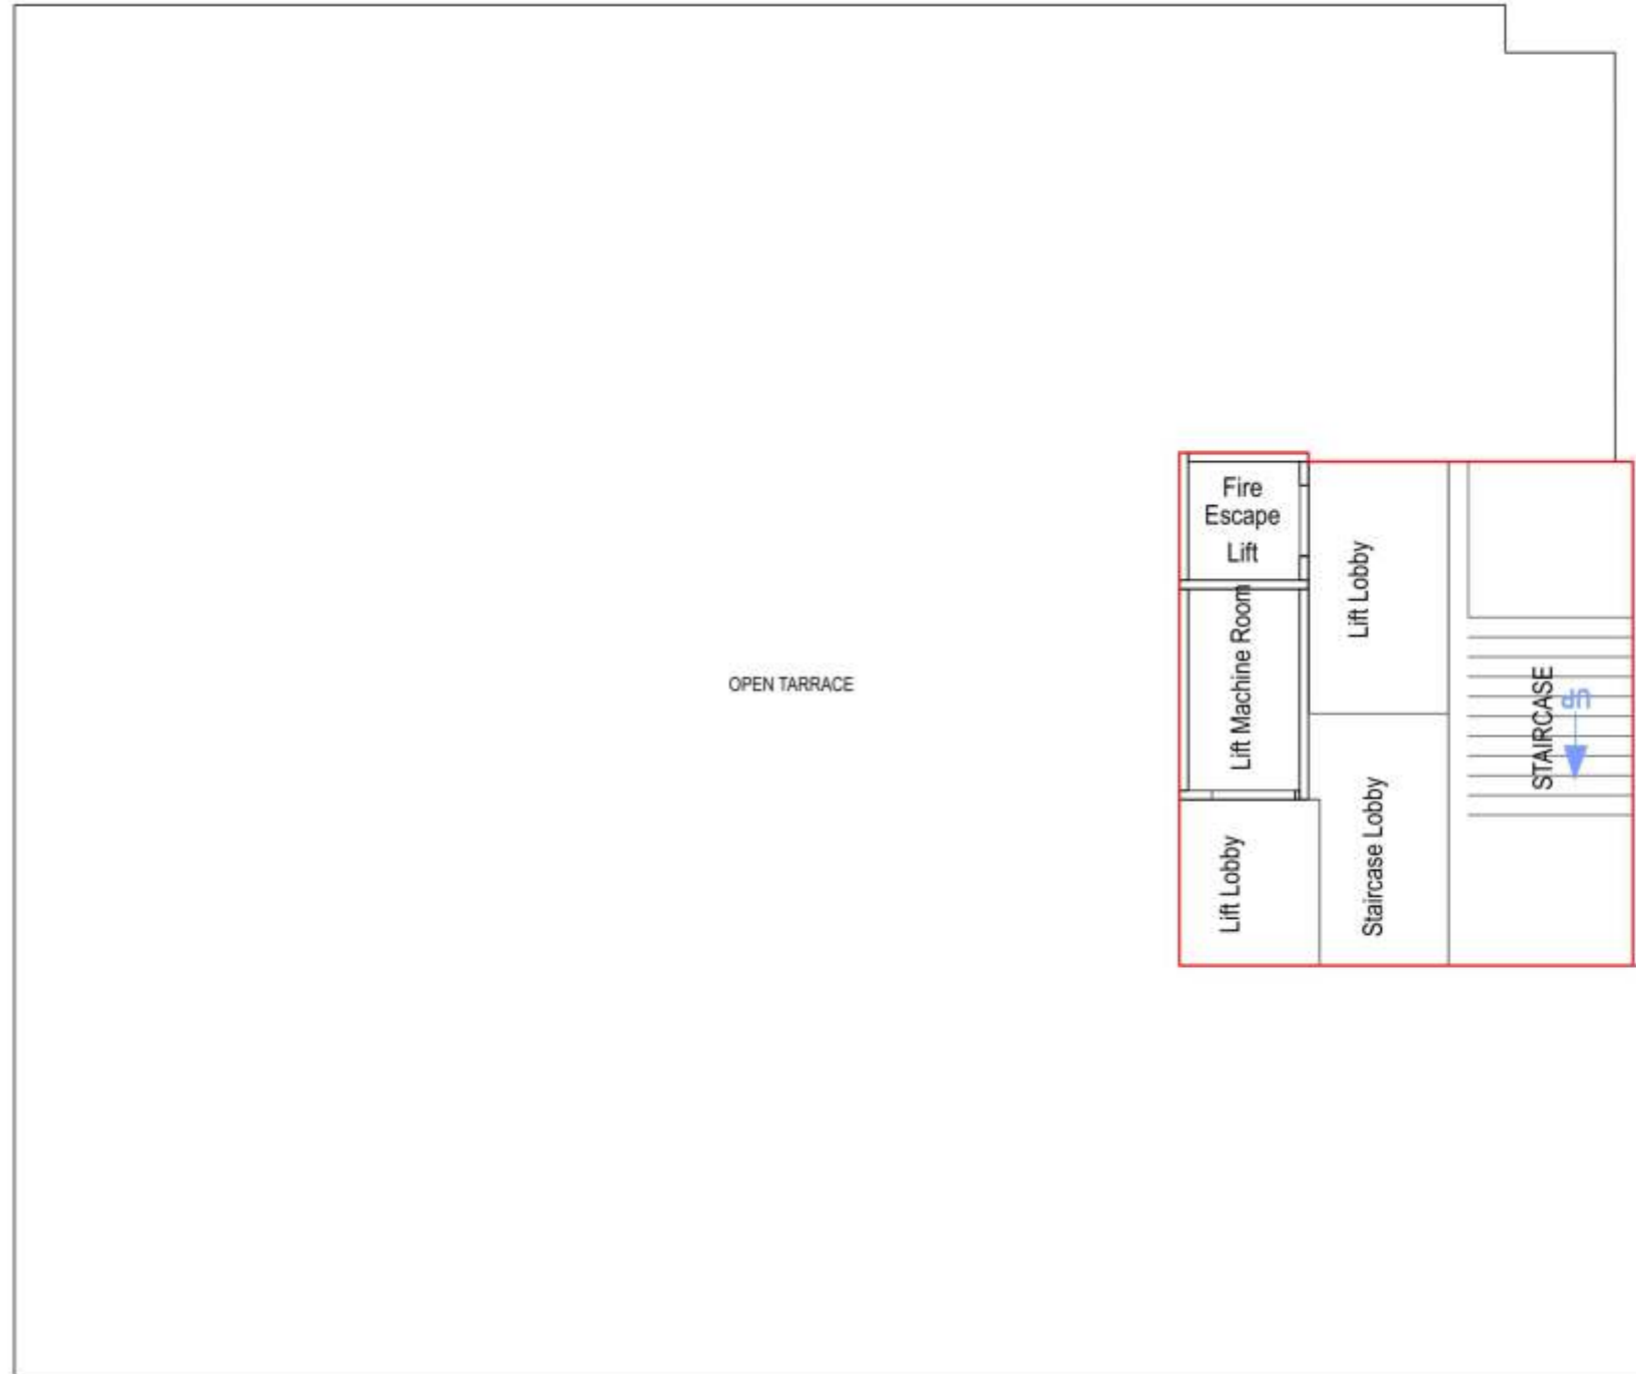 Fire
Escape
Lift
Lift Lobby
Lift Machine Room
OPEN TARRACE
STAIRCASE
UP
Lift Lobby
Staircase Lobby